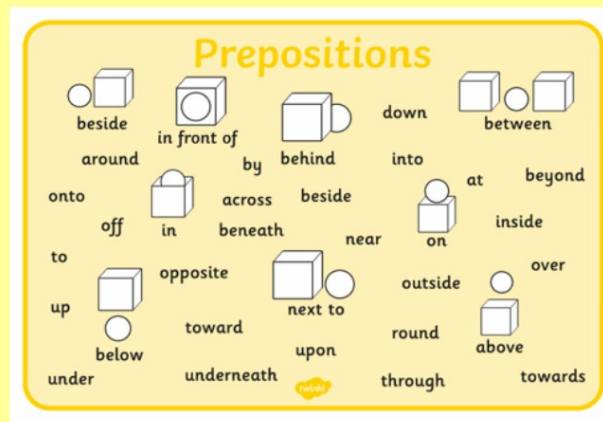 Prepositions
beside
in front of
behind
down
between
around
by
into
at
beyond
onto
across
beside
off
in
beneath
near
on
inside
to
opposite
outside
over
up
next to
toward
round
below
upon
above
under
underneath
through
towards
twinkl